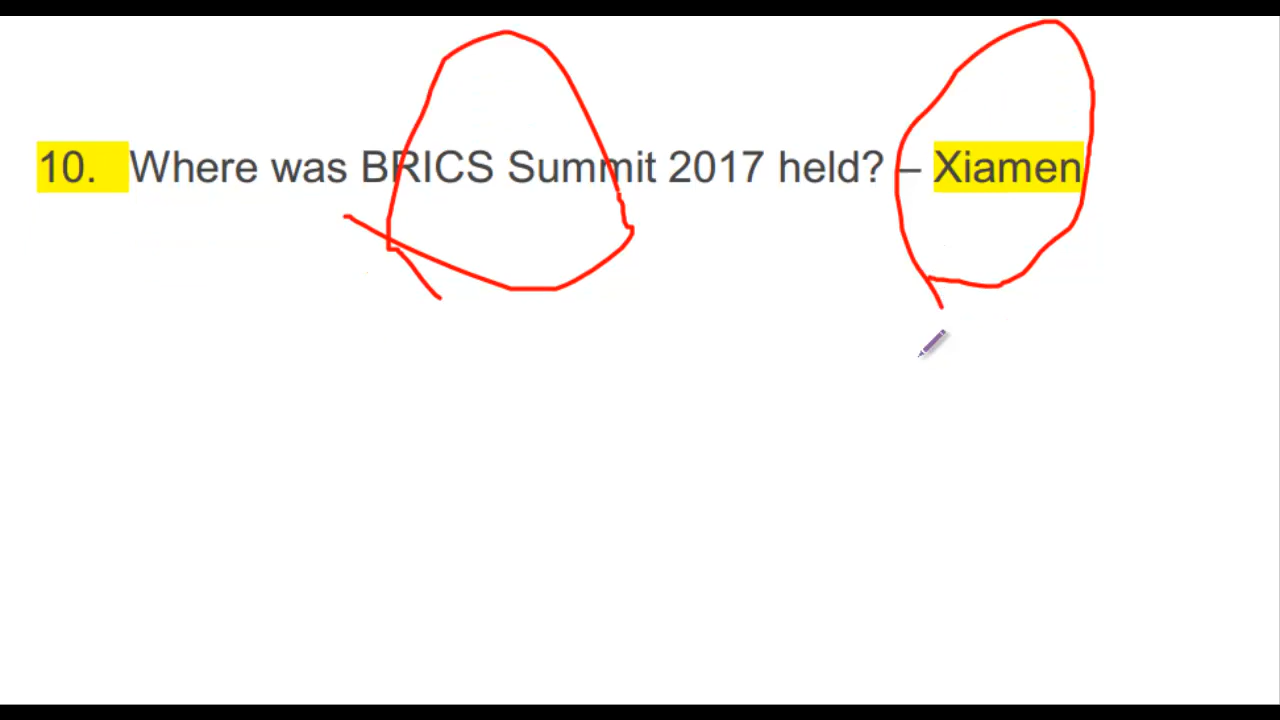 10. Where was BRICS Summit 2017 held? – Xiamen